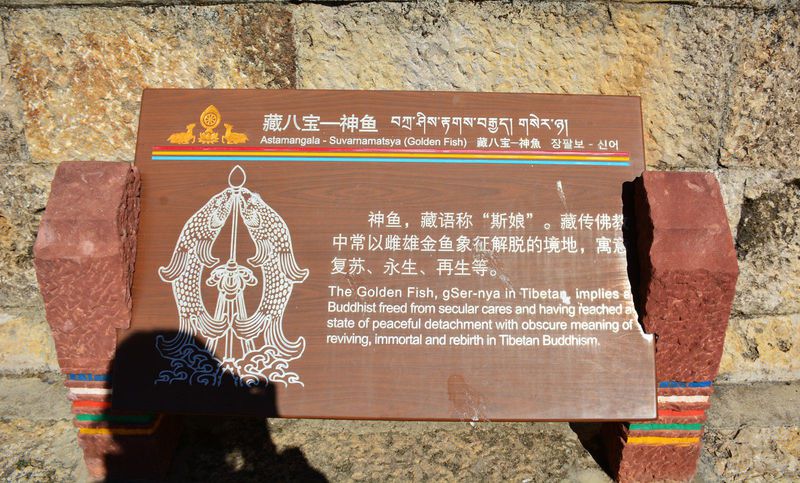 藏八宝—神鱼 བཀྲ་ཤིས་རྟགས་བརྒྱད། གསེར་ཉ།
Astamangala - Suvarnamatsya (Golden Fish) 藏八宝—神魚 장팔보 - 신어
神鱼，藏语称“斯娘”。藏传佛教
中常以雌雄金鱼象征解脱的境地，寓意
复苏、永生、再生等。
The Golden Fish, gSer-nya in Tibetan, implies a
Buddhist freed from secular cares and having reached a
state of peaceful detachment with obscure meaning of
reviving, immortal and rebirth in Tibetan Buddhism.